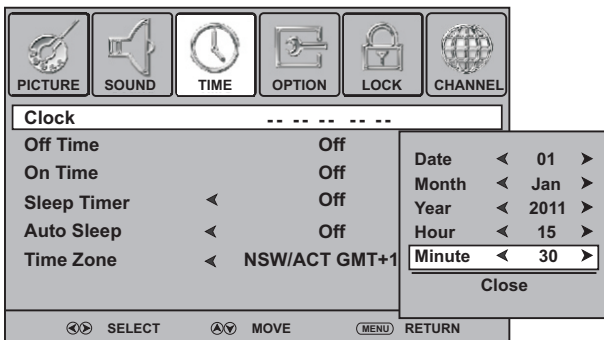 PICTURE SOUND TIME OPTION LOCK CHANNEL
Clock -- -- -- -- --
Off Time Off
On Time Off
Sleep Timer Off
Auto Sleep Off
Time Zone NSW/ACT GMT+1
Date 01
Month Jan
Year 2011
Hour 15
Minute 30
Close
SELECT MOVE MENU RETURN